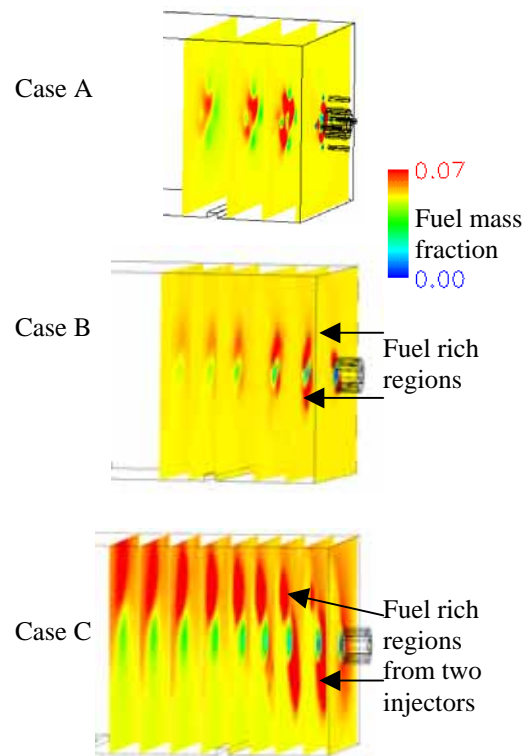 Case A
0.07
Fuel mass
fraction
0.00
Case B
Fuel rich
regions
Case C
Fuel rich
regions
from two
injectors